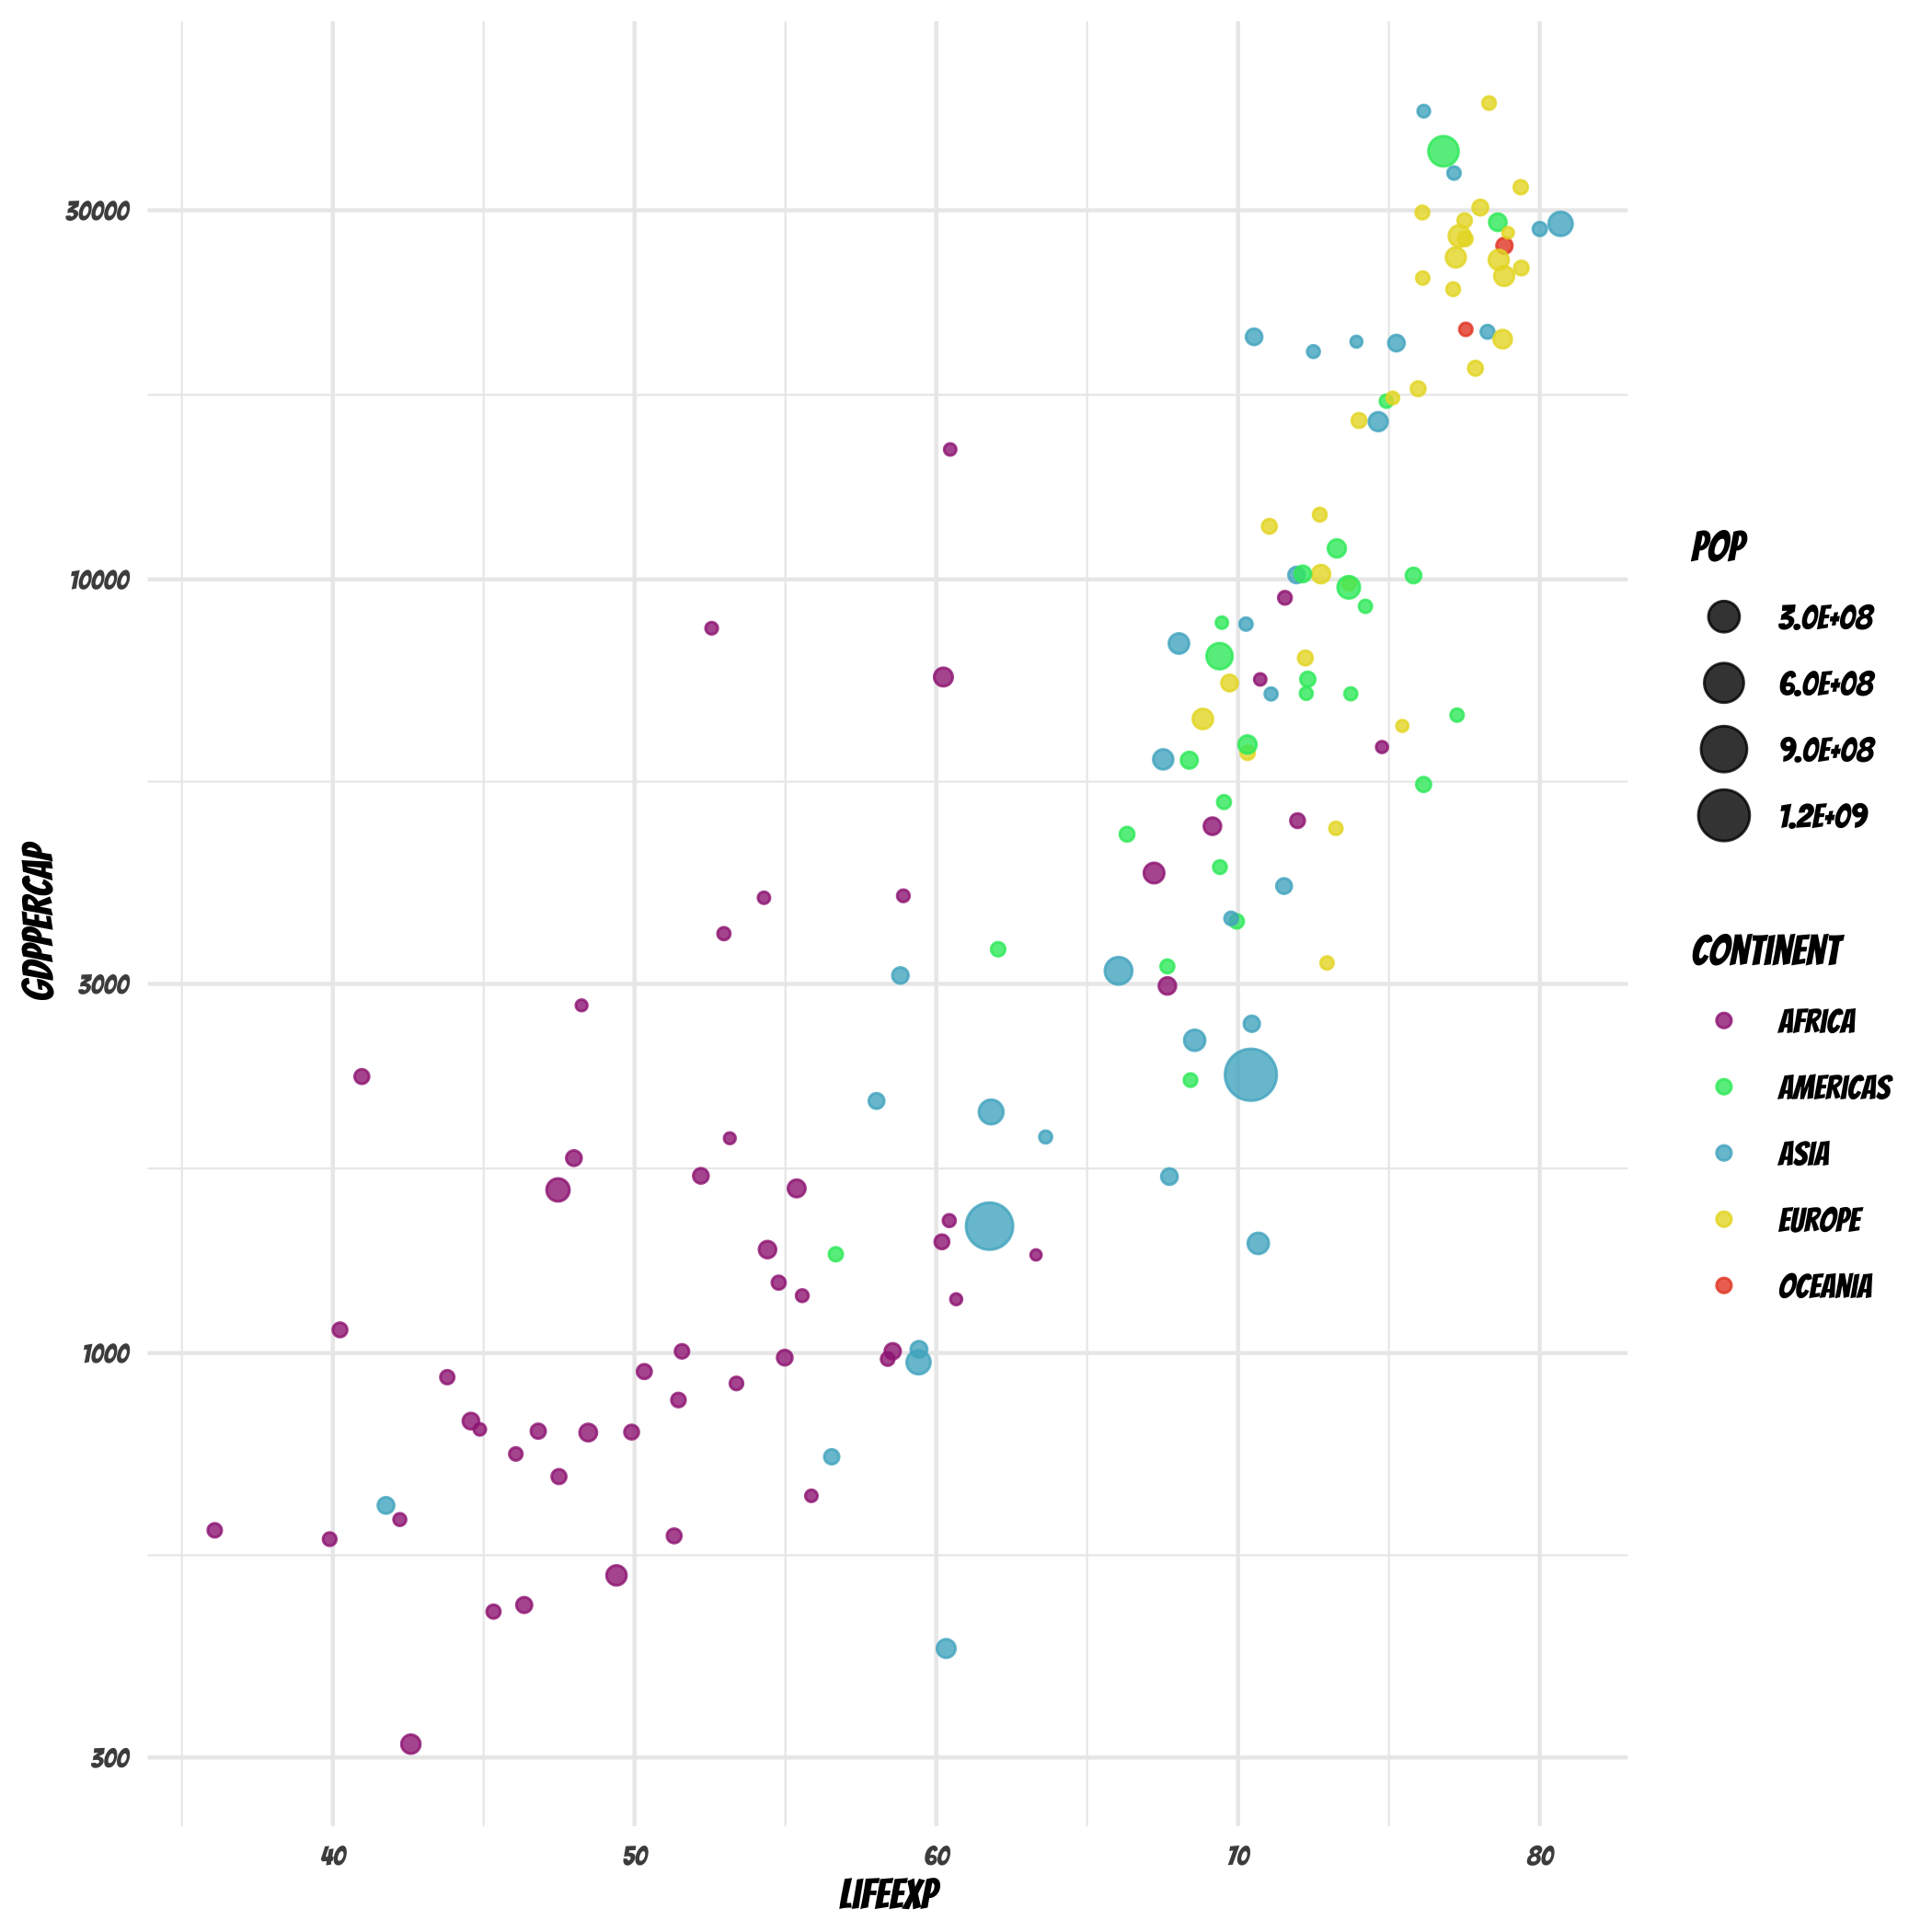 GDPPERCAP
30000
10000
3000
1000
300
40 50 60 70 80
LIFEEXP
POP
3.0E+08
6.0E+08
9.0E+08
1.2E+09
CONTINENT
AFRICA
AMERICAS
ASIA
EUROPE
OCEANIA